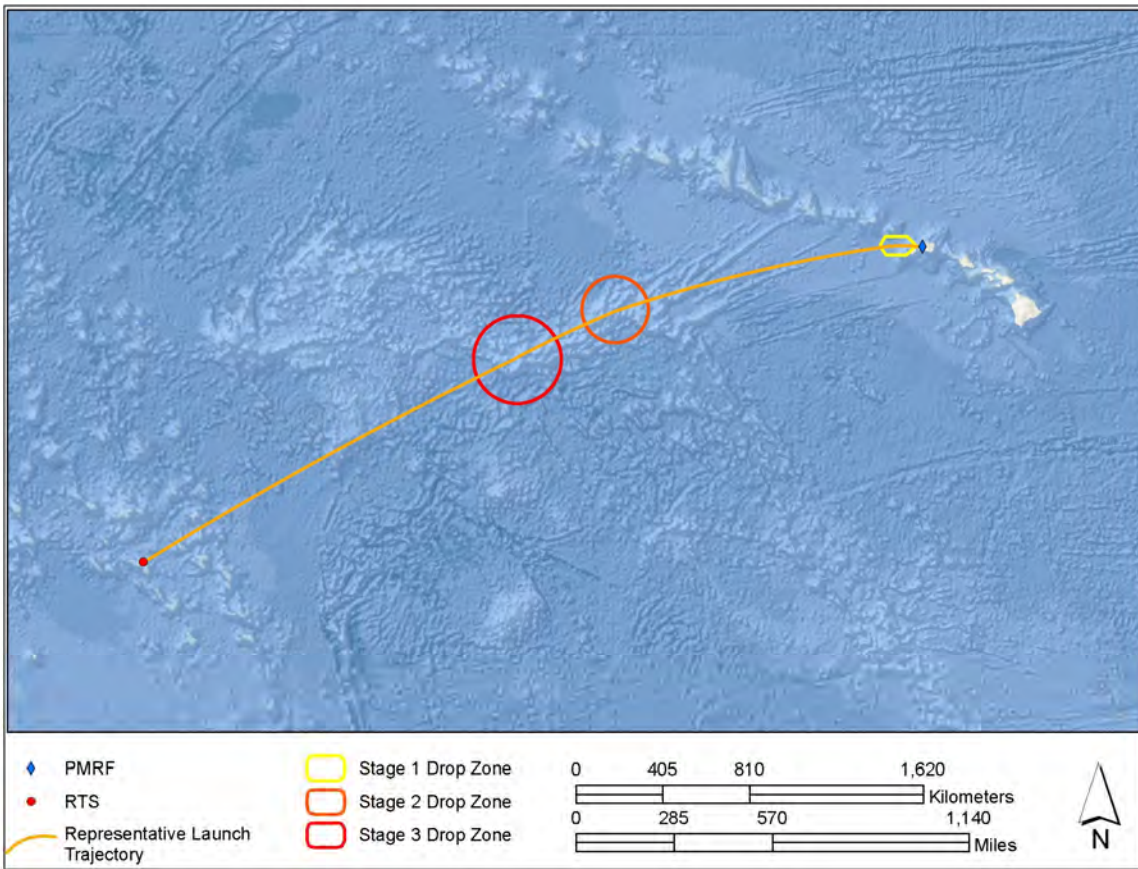 PMRF
RTS
Representative Launch
Trajectory
Stage 1 Drop Zone
Stage 2 Drop Zone
Stage 3 Drop Zone
0 405 810 1,620
Kilometers
0 285 570 1,140
Miles
N